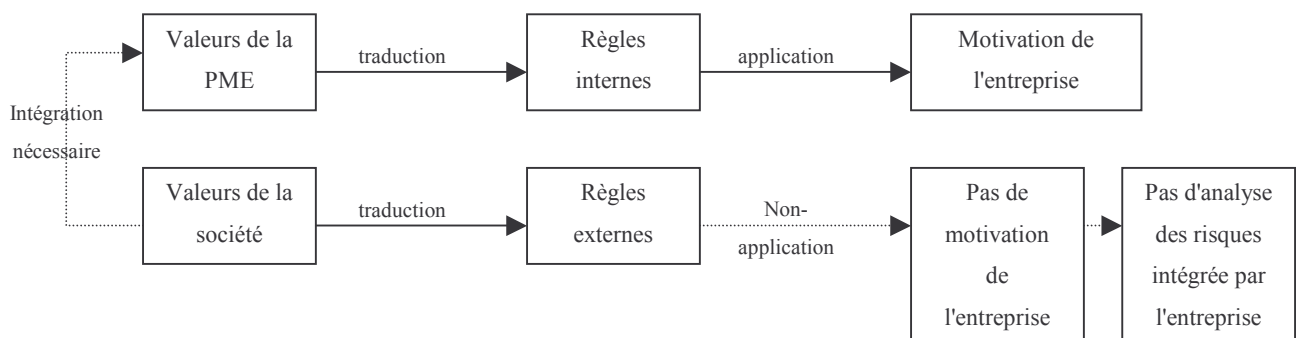 Valeurs de la
PME
traduction
Règles
internes
application
Motivation de
l'entreprise
Intégration
nécessaire
Valeurs de la
société
traduction
Règles
externes
Non-
application
Pas de
motivation
de
l'entreprise
Pas d'analyse
des risques
intégrée par
l'entreprise